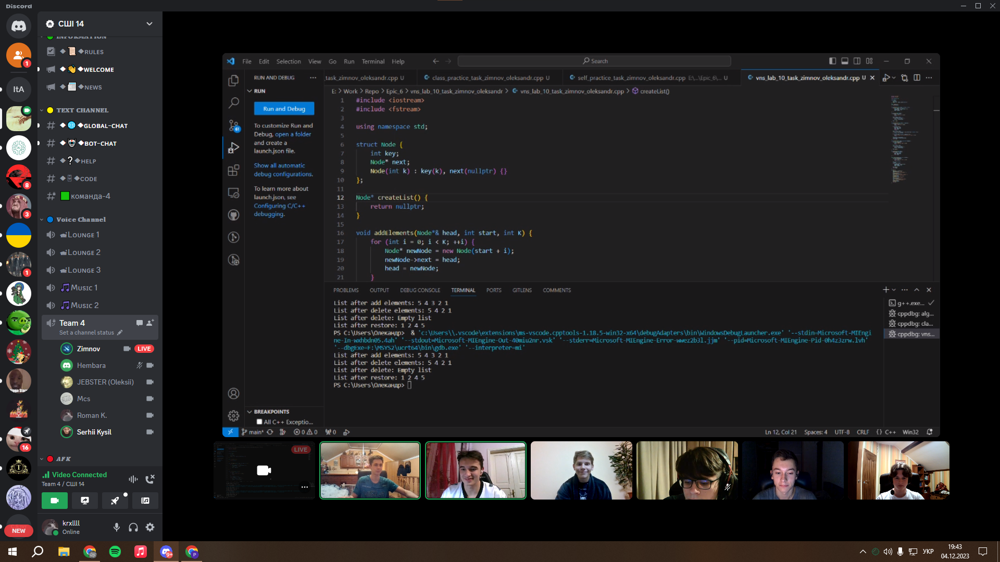 Discord
СШІ 14
INFORMATION
RULES
WELCOME
NEWS
TEXT CHANNEL
GLOBAL-CHAT
BOT-CHAT
HELP
CODE
команда-4
Voice Channel
LOUNGE 1
LOUNGE 2
LOUNGE 3
Music 1
Music 2
Team 4
Set a channel status
Zimnov LIVE
Hembara
JEBSTER (Oleksii)
Mcs
Roman K.
Serhii Kysil
AFK
Video Connected
Team 4 / СШІ 14
krxllll
Online
1
ItA
8
3
1
16
NEW
File Edit Selection View Go Run Terminal Help
Search
RUN AND DEBUG
RUN
Run and Debug
To customize Run and
Debug, open a folder
and create a
launch.json file.
Show all automatic
debug configurations.
To learn more about
launch.json, see
Configuring C/C++
debugging.
BREAKPOINTS
All C++ Exceptio...
61
_task_zimnov_oleksandr.cpp U
class_practice_task_zimnov_oleksandr.cpp U
self_practice_task_zimnov_oleksandr.cpp E:\...\Epic_6\... U
vns_lab_10_task_zimnov_oleksandr.cpp U
E: > Work > Repo > Epic_6 > vns_lab_10_task_zimnov_oleksandr > vns_lab_10_task_zimnov_oleksandr.cpp > createList()
1 #include <iostream>
2 #include <fstream>
3
4 using namespace std;
5
6 struct Node {
7 int key;
8 Node* next;
9 Node(int k) : key(k), next(nullptr) {}
10 };
11
12 Node* createList() {
13 return nullptr;
14 }
15
16 void addElements(Node*& head, int start, int K) {
17 for (int i = 0; i < K; ++i) {
18 Node* newNode = new Node(start + i);
19 newNode->next = head;
20 head = newNode;
21 }
PROBLEMS OUTPUT DEBUG CONSOLE TERMINAL PORTS GITLENS COMMENTS
List after add elements: 5 4 3 2 1
List after delete elements: 5 4 2 1
List after delete: Empty list
List after restore: 1 2 4 5
PS C:\Users\Олександр> & 'c:\Users\\.vscode\extensions\ms-vscode.cpptools-1.18.5-win32-x64\debugAdapters\bin\WindowsDebugLauncher.exe' '--stdin=Microsoft-MIEngi
ne-In-wxhbdn05.4ah' '--stdout=Microsoft-MIEngine-Out-40miu2nr.vsk' '--stderr=Microsoft-MIEngine-Error-wwez2b3l.jjm' '--pid=Microsoft-MIEngine-Pid-0h4z3zrw.lvh'
'--dbgExe=F:\MSYS2\ucrt64\bin\gdb.exe' '--interpreter=mi'
List after add elements: 5 4 3 2 1
List after delete elements: 5 4 2 1
List after delete: Empty list
List after restore: 1 2 4 5
PS C:\Users\Олександр>
g++.exe...
cppdbg: alg...
cppdbg: cla...
cppdbg: vns...
main* 0 0 0
Ln 12, Col 21 Spaces: 4 UTF-8 CRLF {} C++ Win32
LIVE
9+
P
УКР
19:43
04.12.2023